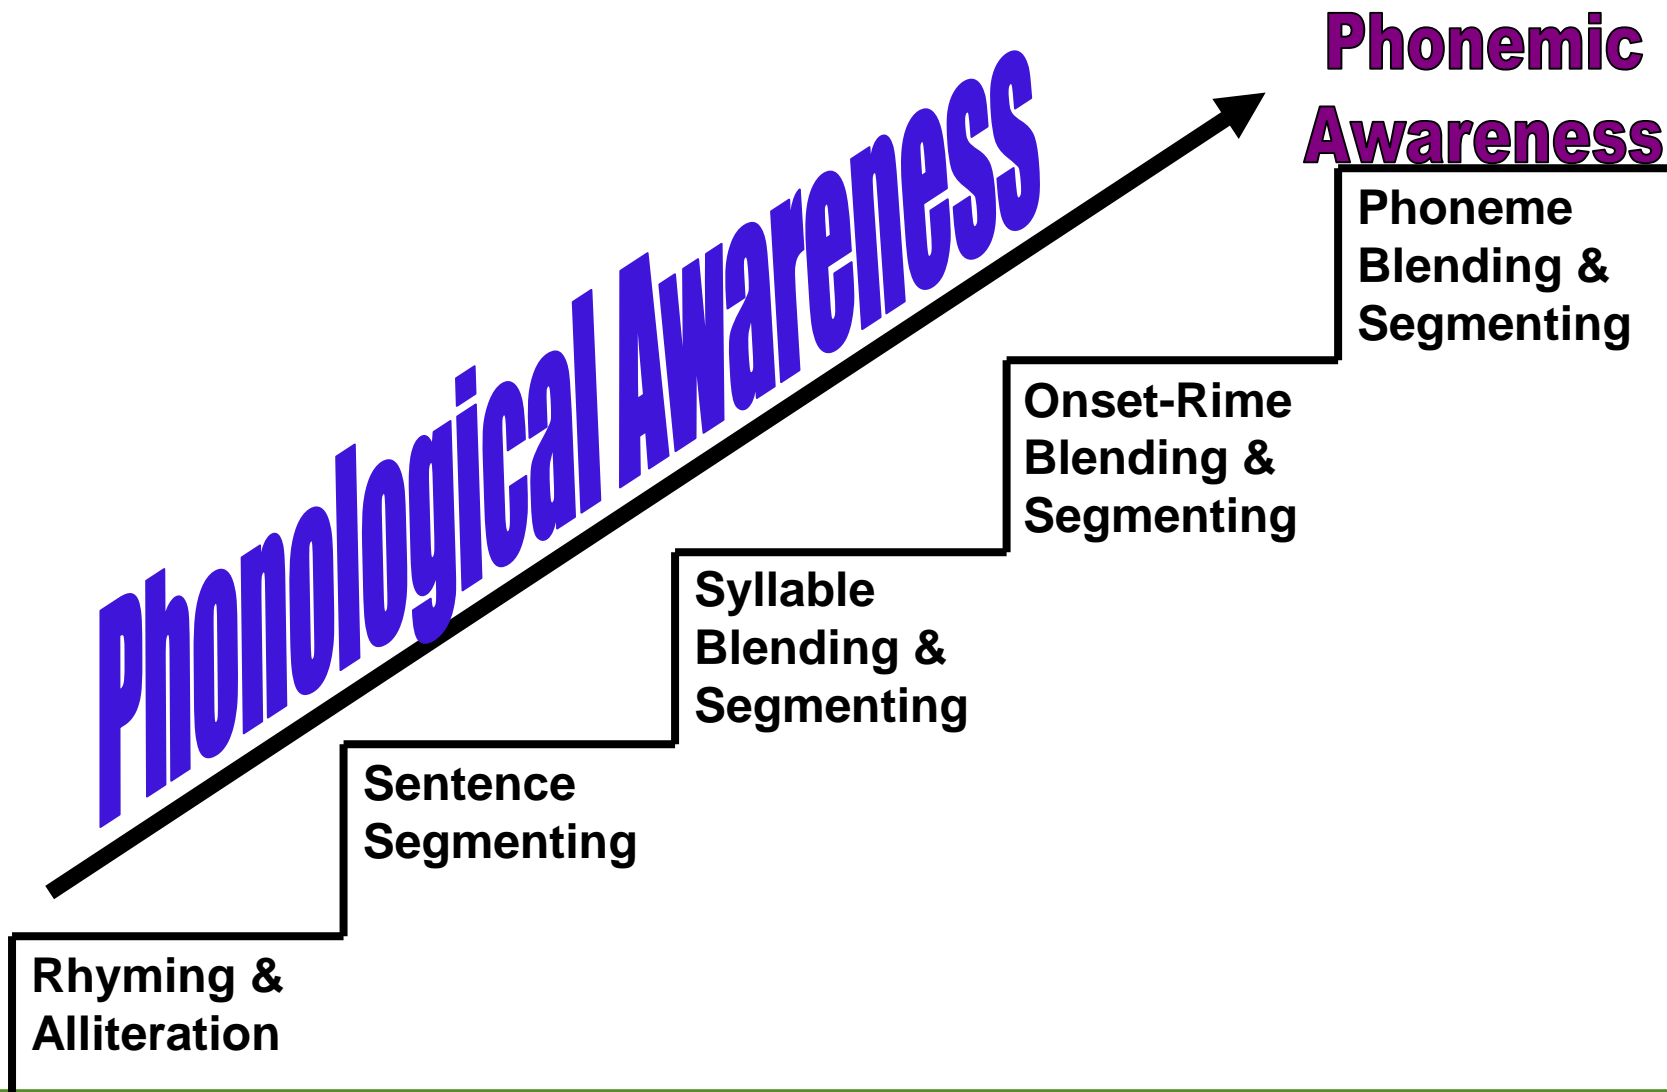 Phonemic
Awareness
Phonological Awareness
Phoneme
Blending &
Segmenting
Onset-Rime
Blending &
Segmenting
Syllable
Blending &
Segmenting
Sentence
Segmenting
Rhyming &
Alliteration